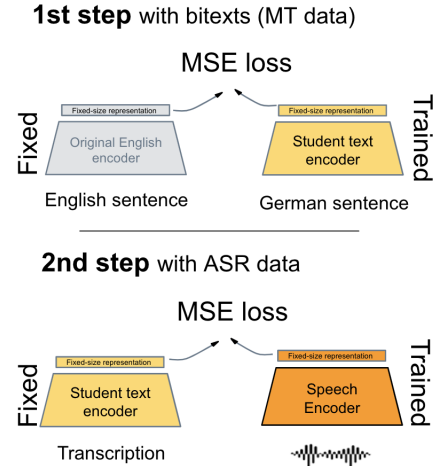 1st step with bitexts (MT data)
MSE loss
Fixed
Fixed-size representation
Original English
encoder
English sentence
Fixed-size representation
Student text
encoder
German sentence
Trained
2nd step with ASR data
MSE loss
Fixed
Fixed-size representation
Student text
encoder
Transcription
Fixed-size representation
Speech
Encoder
Trained